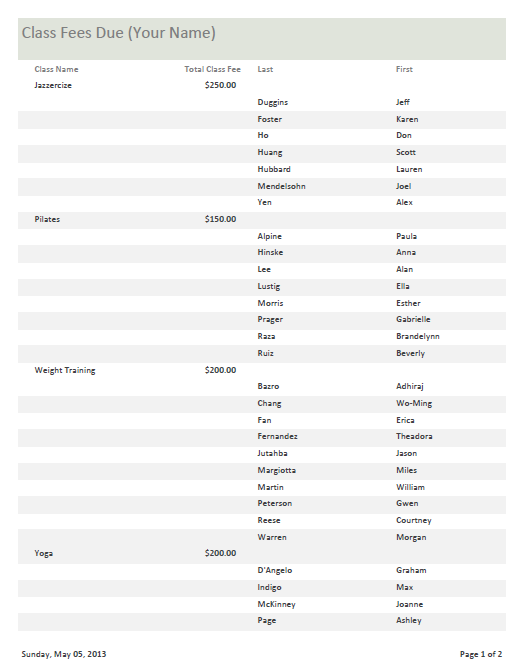 Class Fees Due (Your Name)
Class Name Total Class Fee Last First
Jazzercize $250.00
Duggins Jeff
Foster Karen
Ho Don
Huang Scott
Hubbard Lauren
Mendelsohn Joel
Yen Alex
Pilates $150.00
Alpine Paula
Hinske Anna
Lee Alan
Lustig Ella
Morris Esther
Prager Gabrielle
Raza Brandelynn
Ruiz Beverly
Weight Training $200.00
Bazro Adhiraj
Chang Wo-Ming
Fan Erica
Fernandez Theadora
Jutahba Jason
Margiotta Miles
Martin William
Peterson Gwen
Reese Courtney
Warren Morgan
Yoga $200.00
D'Angelo Graham
Indigo Max
McKinney Joanne
Page Ashley
Sunday, May 05, 2013 Page 1 of 2